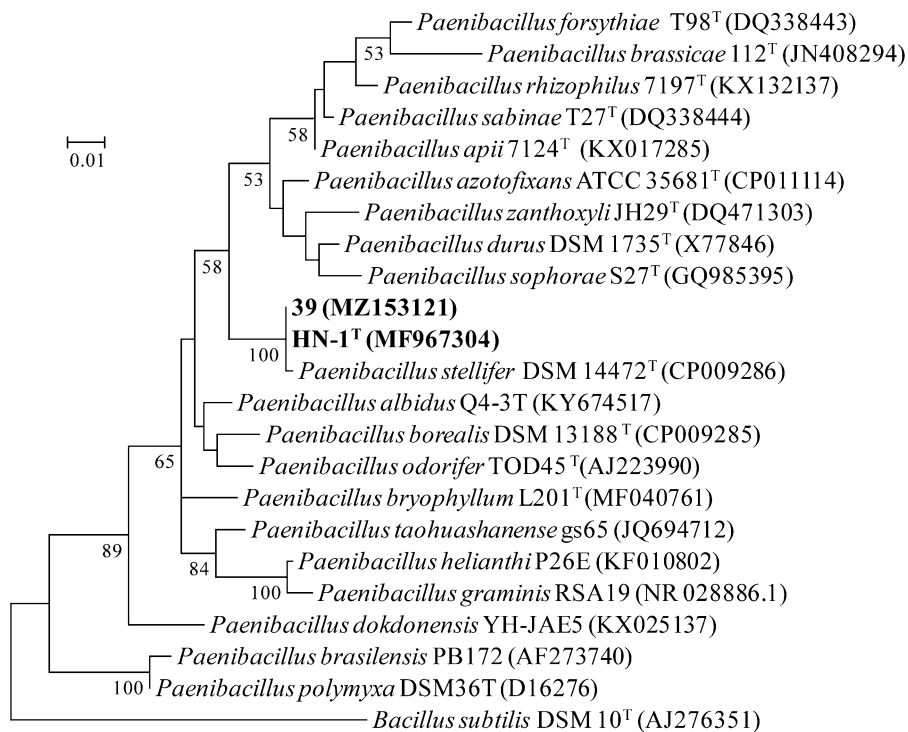 Paenibacillus forsythiae T98ᵀ (DQ338443)
53
Paenibacillus brassicae 112ᵀ (JN408294)
Paenibacillus rhizophilus 7197ᵀ (KX132137)
Paenibacillus sabinae T27ᵀ (DQ338444)
58
Paenibacillus apii 7124ᵀ (KX017285)
0.01
53
Paenibacillus azotofixans ATCC 35681ᵀ (CP011114)
Paenibacillus zanthoxyli JH29ᵀ (DQ471303)
Paenibacillus durus DSM 1735ᵀ (X77846)
58
Paenibacillus sophorae S27ᵀ (GQ985395)
39 (MZ153121)
HN-1ᵀ (MF967304)
100
Paenibacillus stellifer DSM 14472ᵀ (CP009286)
Paenibacillus albidus Q4-3T (KY674517)
Paenibacillus borealis DSM 13188 ᵀ (CP009285)
65
Paenibacillus odorifer TOD45 ᵀ (AJ223990)
Paenibacillus bryophyllum L201ᵀ (MF040761)
Paenibacillus taohuashanense gs65 (JQ694712)
89
84
Paenibacillus helianthi P26E (KF010802)
100
Paenibacillus graminis RSA19 (NR 028886.1)
Paenibacillus dokdonensis YH-JAE5 (KX025137)
Paenibacillus brasilensis PB172 (AF273740)
100
Paenibacillus polymyxa DSM36T (D16276)
Bacillus subtilis DSM 10ᵀ (AJ276351)